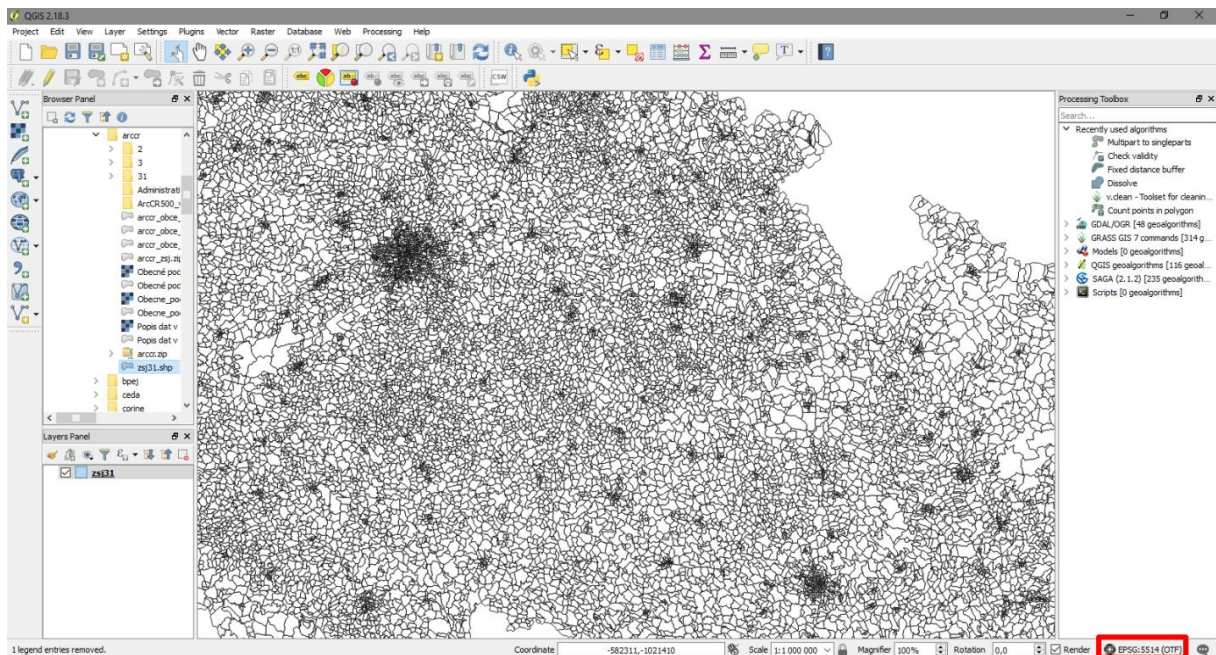 QGIS 2.18.3
Project Edit View Layer Settings Plugins Vector Raster Database Web Processing Help
CSW
Browser Panel
arccr
2
3
31
Administrati
ArcCR500_v
arccr_obce_
arccr_obce_
arccr_obce_
arccr_zsj.zip
Obecné pod
Obecné pod
Obecne_po
Obecne_po
Popis dat v
Popis dat v
arccr.zip
zsj31.shp
bpej
ceda
corine
Layers Panel
zsj31
Processing Toolbox
Search...
Recently used algorithms
Multipart to singleparts
Check validity
Fixed distance buffer
Dissolve
v.clean - Toolset for cleanin...
Count points in polygon
GDAL/OGR [48 geoalgorithms]
GRASS GIS 7 commands [314 g...
Models [0 geoalgorithms]
QGIS geoalgorithms [116 geoal...
SAGA (2.1.2) [235 geoalgorith...
Scripts [0 geoalgorithms]
1 legend entries removed.
Coordinate -582311,-1021410 Scale 1:1 000 000 Magnifier 100% Rotation 0,0 Render EPSG:5514 (OTF)